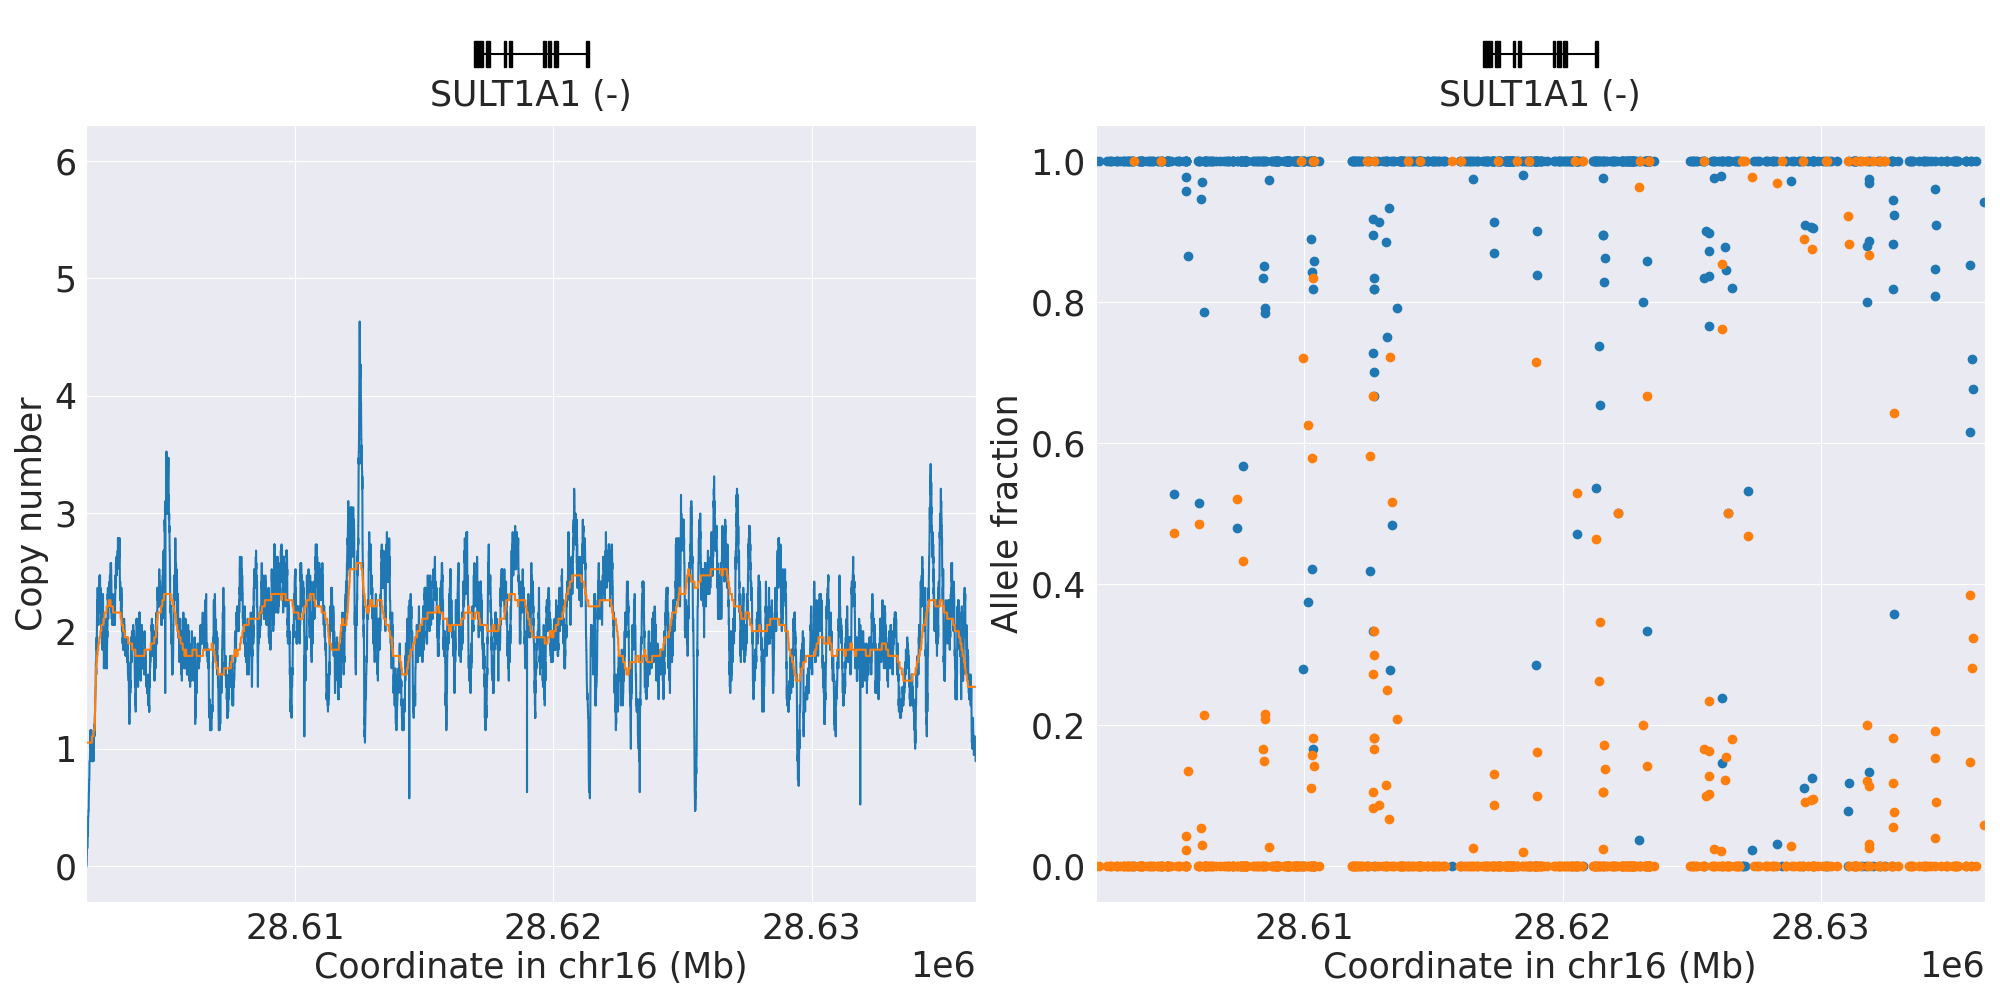 SULT1A1 (-)
6
5
4
3
2
1
0
Copy number
28.61
28.62
28.63
Coordinate in chr16 (Mb)
1e6
SULT1A1 (-)
1.0
0.8
0.6
0.4
0.2
0.0
Allele fraction
28.61
28.62
28.63
Coordinate in chr16 (Mb)
1e6